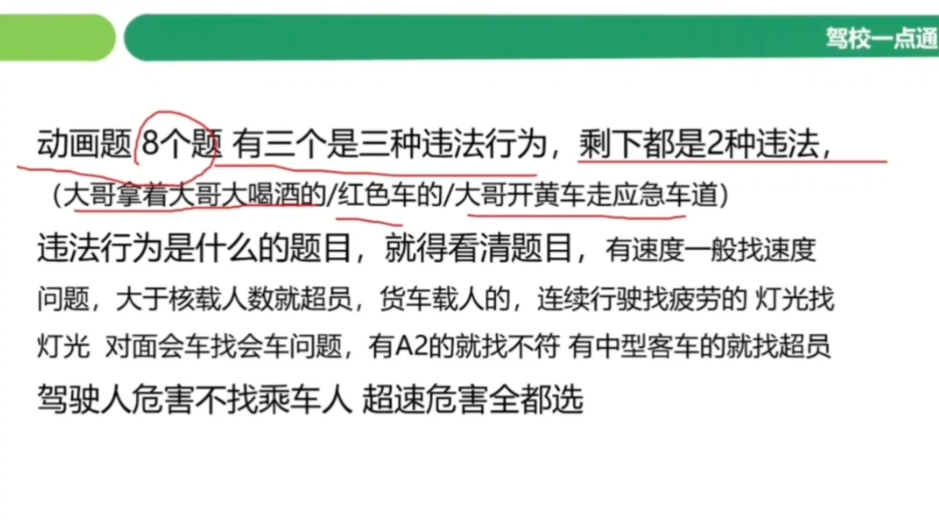 驾校一点通
动画题 8个题 有三个是三种违法行为，剩下都是2种违法，
（大哥拿着大哥大喝酒的/红色车的/大哥开黄车走应急车道）
违法行为是什么的题目，就得看清题目，有速度一般找速度
问题，大于核载人数就超员，货车载人的，连续行驶找疲劳的 灯光找
灯光 对面会车找会车问题，有A2的就找不符 有中型客车的就找超员
驾驶人危害不找乘车人 超速危害全都选